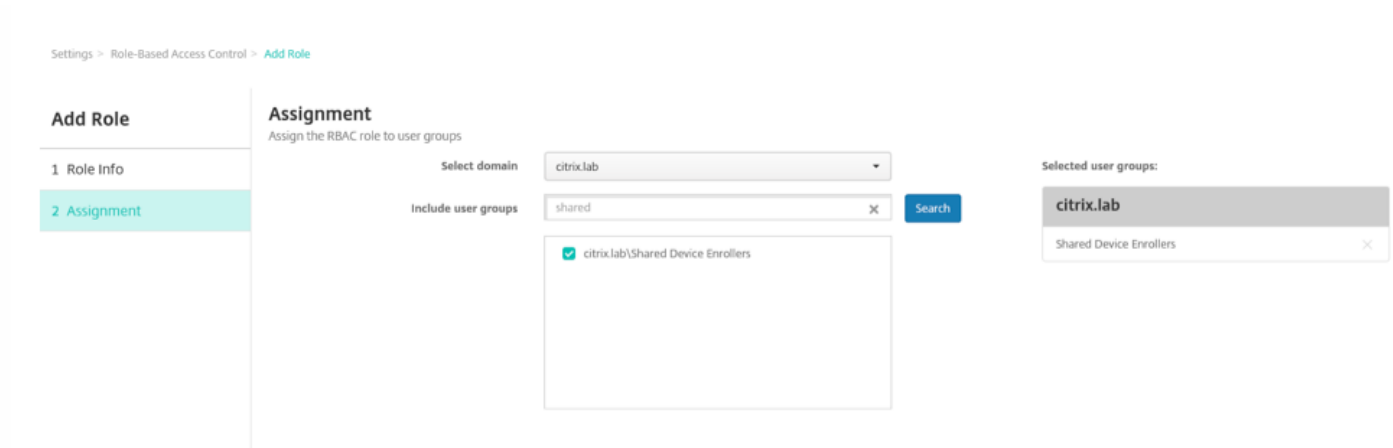 Settings > Role-Based Access Control > Add Role
Add Role
1 Role Info
2 Assignment
Assignment
Assign the RBAC role to user groups
Select domain
citrix.lab
Include user groups
shared
Search
citrix.lab\Shared Device Enrollers
Selected user groups:
citrix.lab
Shared Device Enrollers